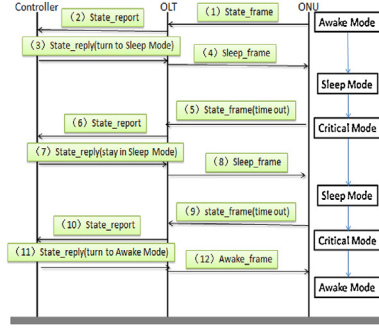 Controller OLT ONU
(1) State_frame
(2) State_report
Awake Mode
(3) State_reply(turn to Sleep Mode)
(4) Sleep_frame
Sleep Mode
(5) State_frame(time out)
(6) State_report
Critical Mode
(7) State_reply(stay in Sleep Mode)
(8) Sleep_frame
Sleep Mode
(9) state_frame(time out)
(10) State_report
Critical Mode
(11) State_reply(turn to Awake Mode)
(12) Awake_frame
Awake Mode